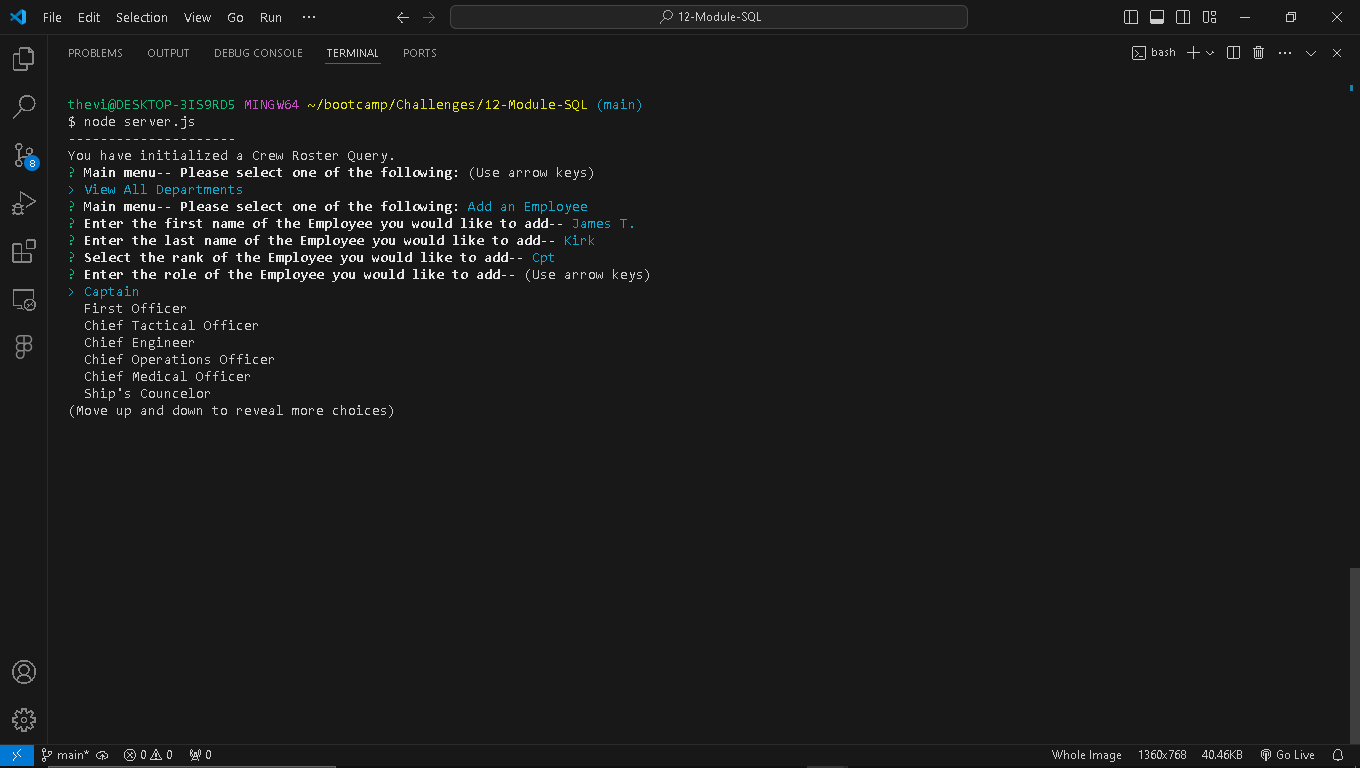 File Edit Selection View Go Run ··· 12-Module-SQL
PROBLEMS OUTPUT DEBUG CONSOLE TERMINAL PORTS bash
thevi@DESKTOP-3IS9RD5 MINGW64 ~/bootcamp/Challenges/12-Module-SQL (main)
$ node server.js
---------------------
You have initialized a Crew Roster Query.
? Main menu-- Please select one of the following: (Use arrow keys)
> View All Departments
? Main menu-- Please select one of the following: Add an Employee
? Enter the first name of the Employee you would like to add-- James T.
? Enter the last name of the Employee you would like to add-- Kirk
? Select the rank of the Employee you would like to add-- Cpt
? Enter the role of the Employee you would like to add-- (Use arrow keys)
> Captain
First Officer
Chief Tactical Officer
Chief Engineer
Chief Operations Officer
Chief Medical Officer
Ship's Councelor
(Move up and down to reveal more choices)
8
main* 0 0 0 Whole Image 1360x768 40.46KB Go Live